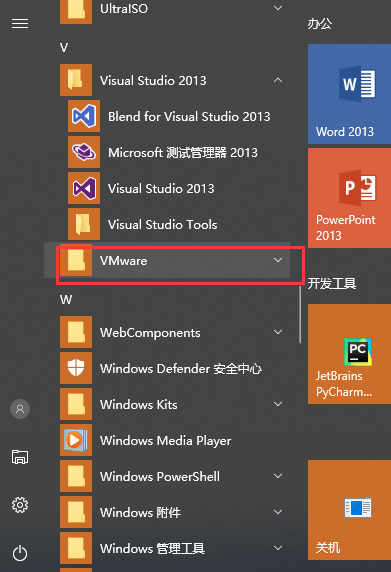 UltraISO
V
Visual Studio 2013
Blend for Visual Studio 2013
Microsoft 测试管理器 2013
Visual Studio 2013
Visual Studio Tools
VMware
W
WebComponents
Windows Defender 安全中心
Windows Kits
Windows Media Player
Windows PowerShell
Windows 附件
Windows 管理工具
办公
Word 2013
PowerPoint
2013
开发工具
PC
JetBrains
PyCharm...
关机